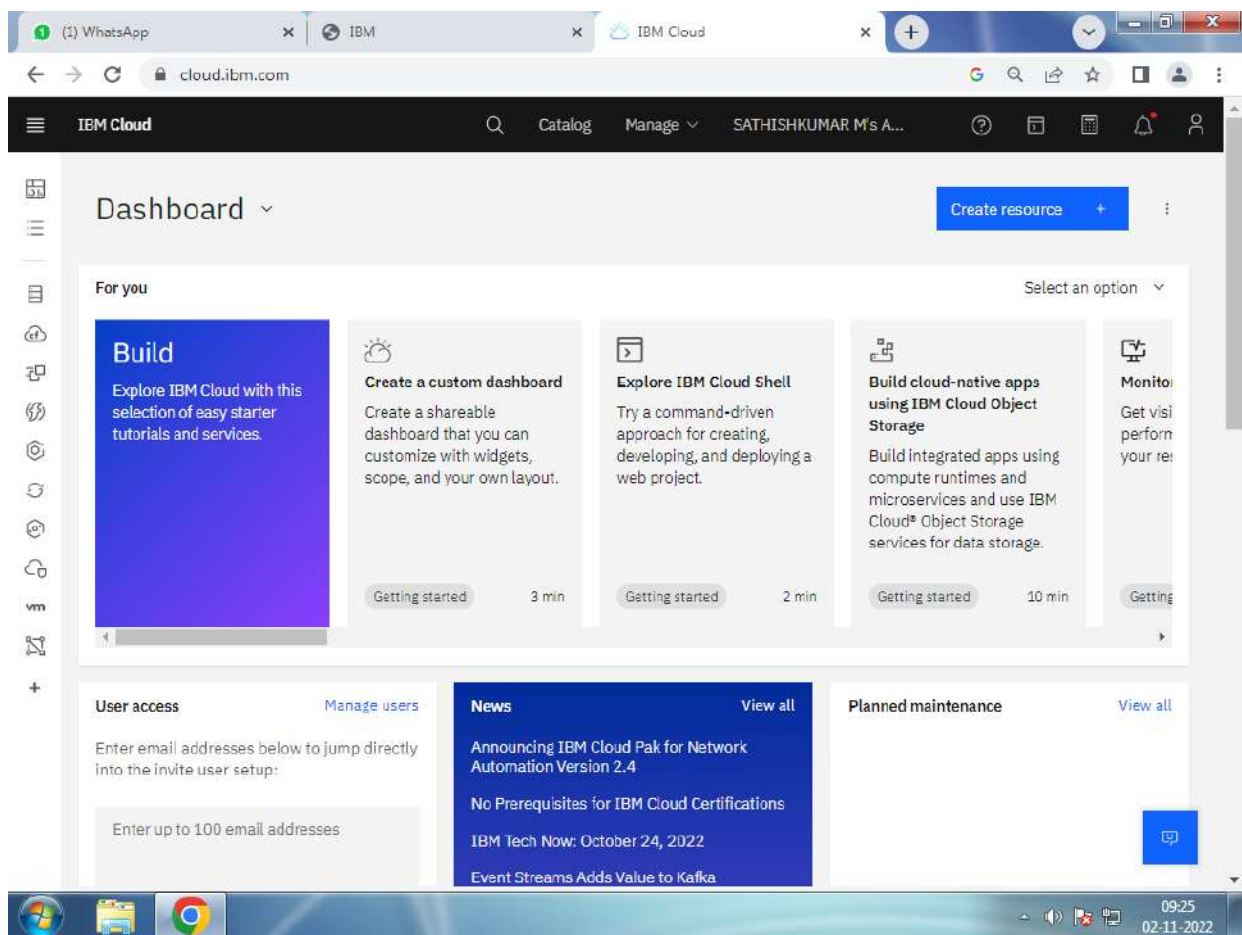 (1) WhatsApp
IBM
IBM Cloud
cloud.ibm.com
IBM Cloud
Catalog
Manage
SATHISHKUMAR M's A...
Dashboard
Create resource +
For you
Select an option
Build
Explore IBM Cloud with this
selection of easy starter
tutorials and services.
Create a custom dashboard
Create a shareable
dashboard that you can
customize with widgets,
scope, and your own layout.
Getting started
3 min
Explore IBM Cloud Shell
Try a command-driven
approach for creating,
developing, and deploying a
web project.
Getting started
2 min
Build cloud-native apps
using IBM Cloud Object
Storage
Build integrated apps using
compute runtimes and
microservices and use IBM
Cloud® Object Storage
services for data storage.
Getting started
10 min
Monito
Get visi
perform
your re
Getting
vm
User access
Manage users
Enter email addresses below to jump directly
into the invite user setup:
Enter up to 100 email addresses
News
View all
Announcing IBM Cloud Pak for Network
Automation Version 2.4
No Prerequisites for IBM Cloud Certifications
IBM Tech Now: October 24, 2022
Event Streams Adds Value to Kafka
Planned maintenance
View all
09:25
02-11-2022